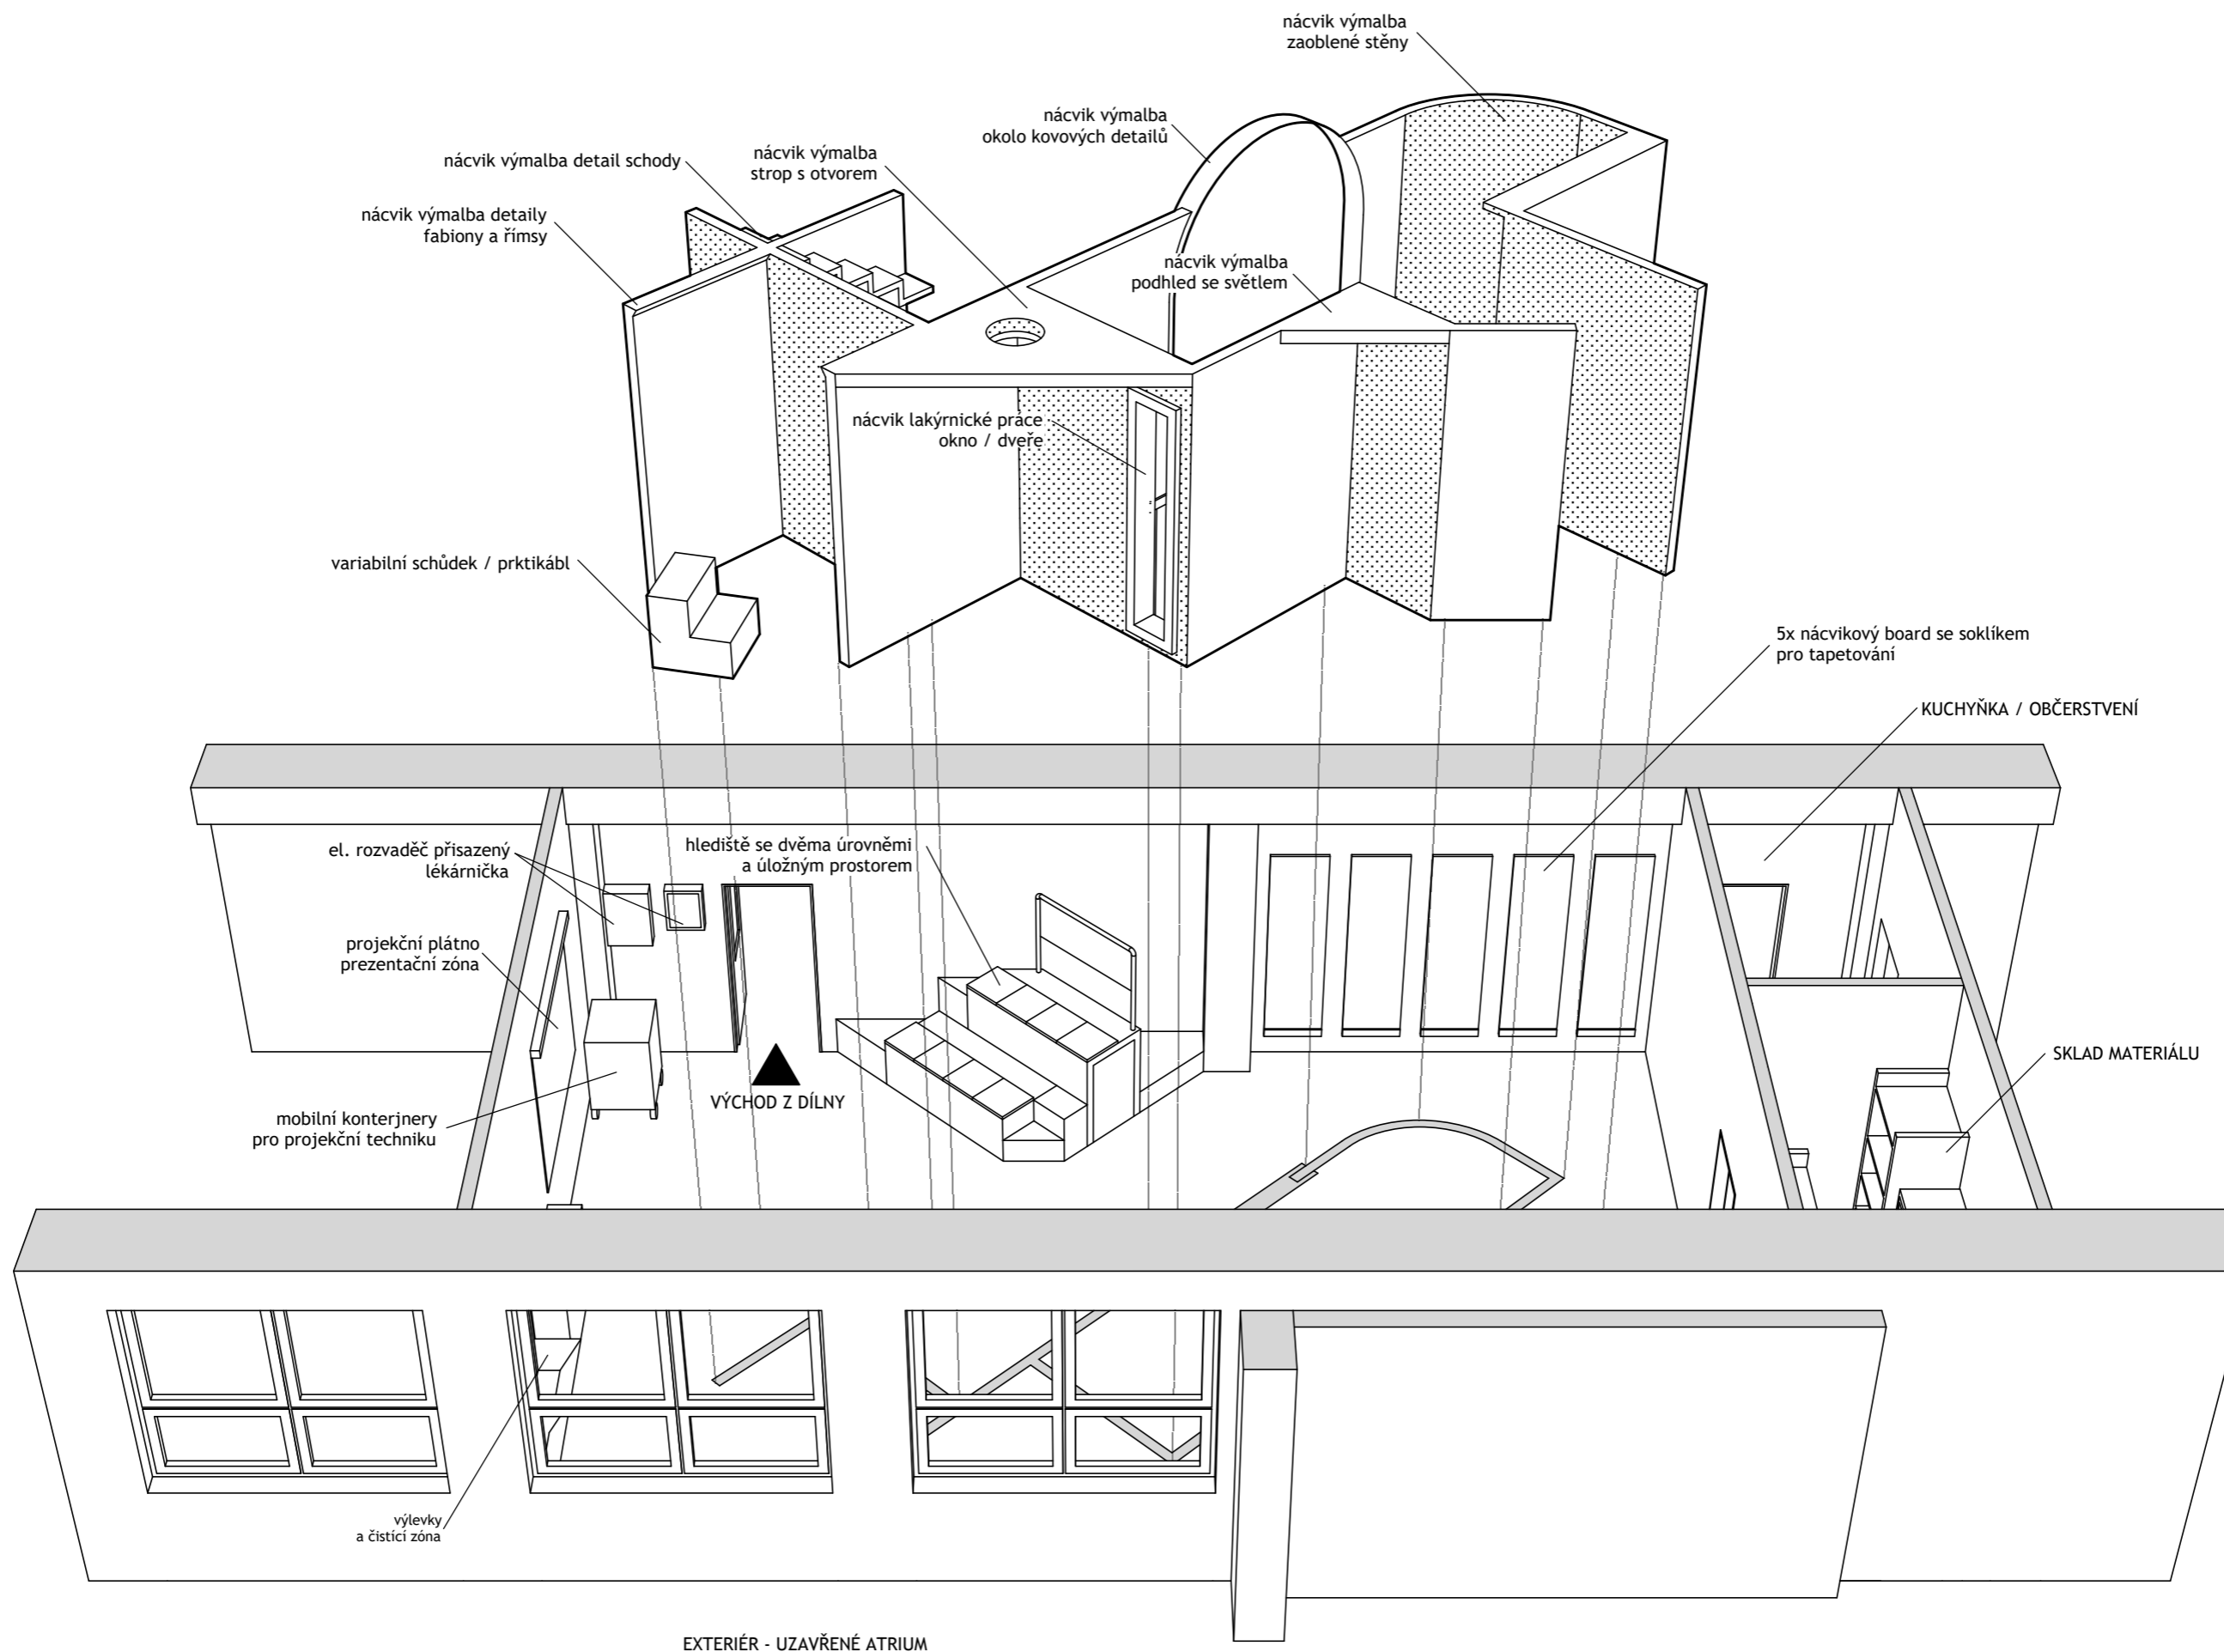 nácvik výmalba
zaoblené stěny
nácvik výmalba
okolo kovových detailů
nácvik výmalba detail schody
nácvik výmalba
strop s otvorem
nácvik výmalba detaily
fabiony a římsy
nácvik výmalba
podhled se světlem
nácvik lakýrnické práce
okno / dveře
variabilní schůdek / prktikábl
5x nácvikový board se soklíkem
pro tapetování
KUCHYŇKA / OBČERSTVENÍ
el. rozvaděč přisazený
lékárnička
hlediště se dvěma úrovněmi
a úložným prostorem
projekční plátno
prezentační zóna
SKLAD MATERIÁLU
VÝCHOD Z DÍLNY
mobilní konterjnery
pro projekční techniku
výlevky
a čistící zóna
EXTERIÉR - UZAVŘENÉ ATRIUM